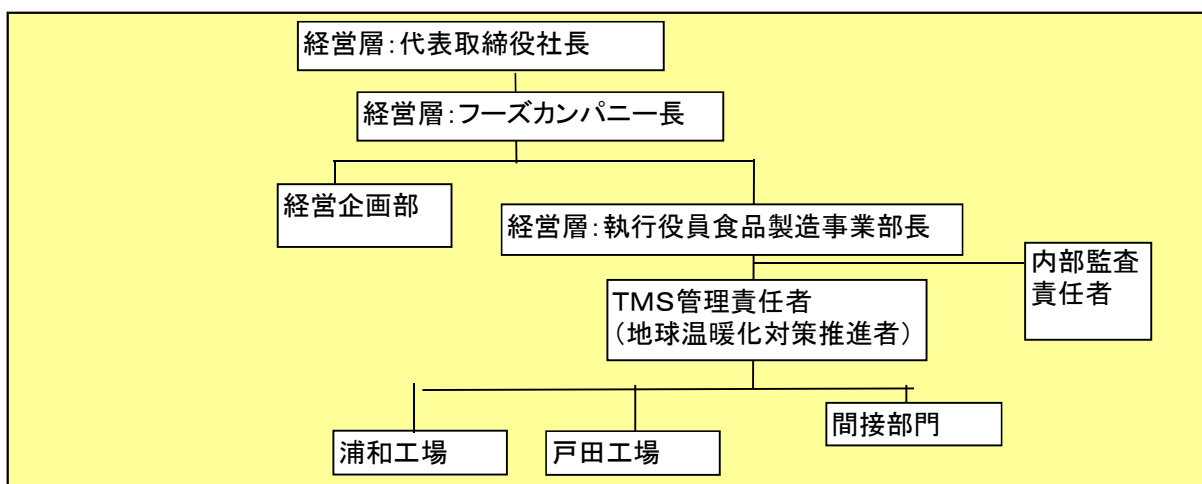 経営層：代表取締役社長
経営層：フーズカンパニー長
経営企画部
経営層：執行役員食品製造事業部長
内部監査
責任者
TMS管理責任者
（地球温暖化対策推進者）
浦和工場
戸田工場
間接部門